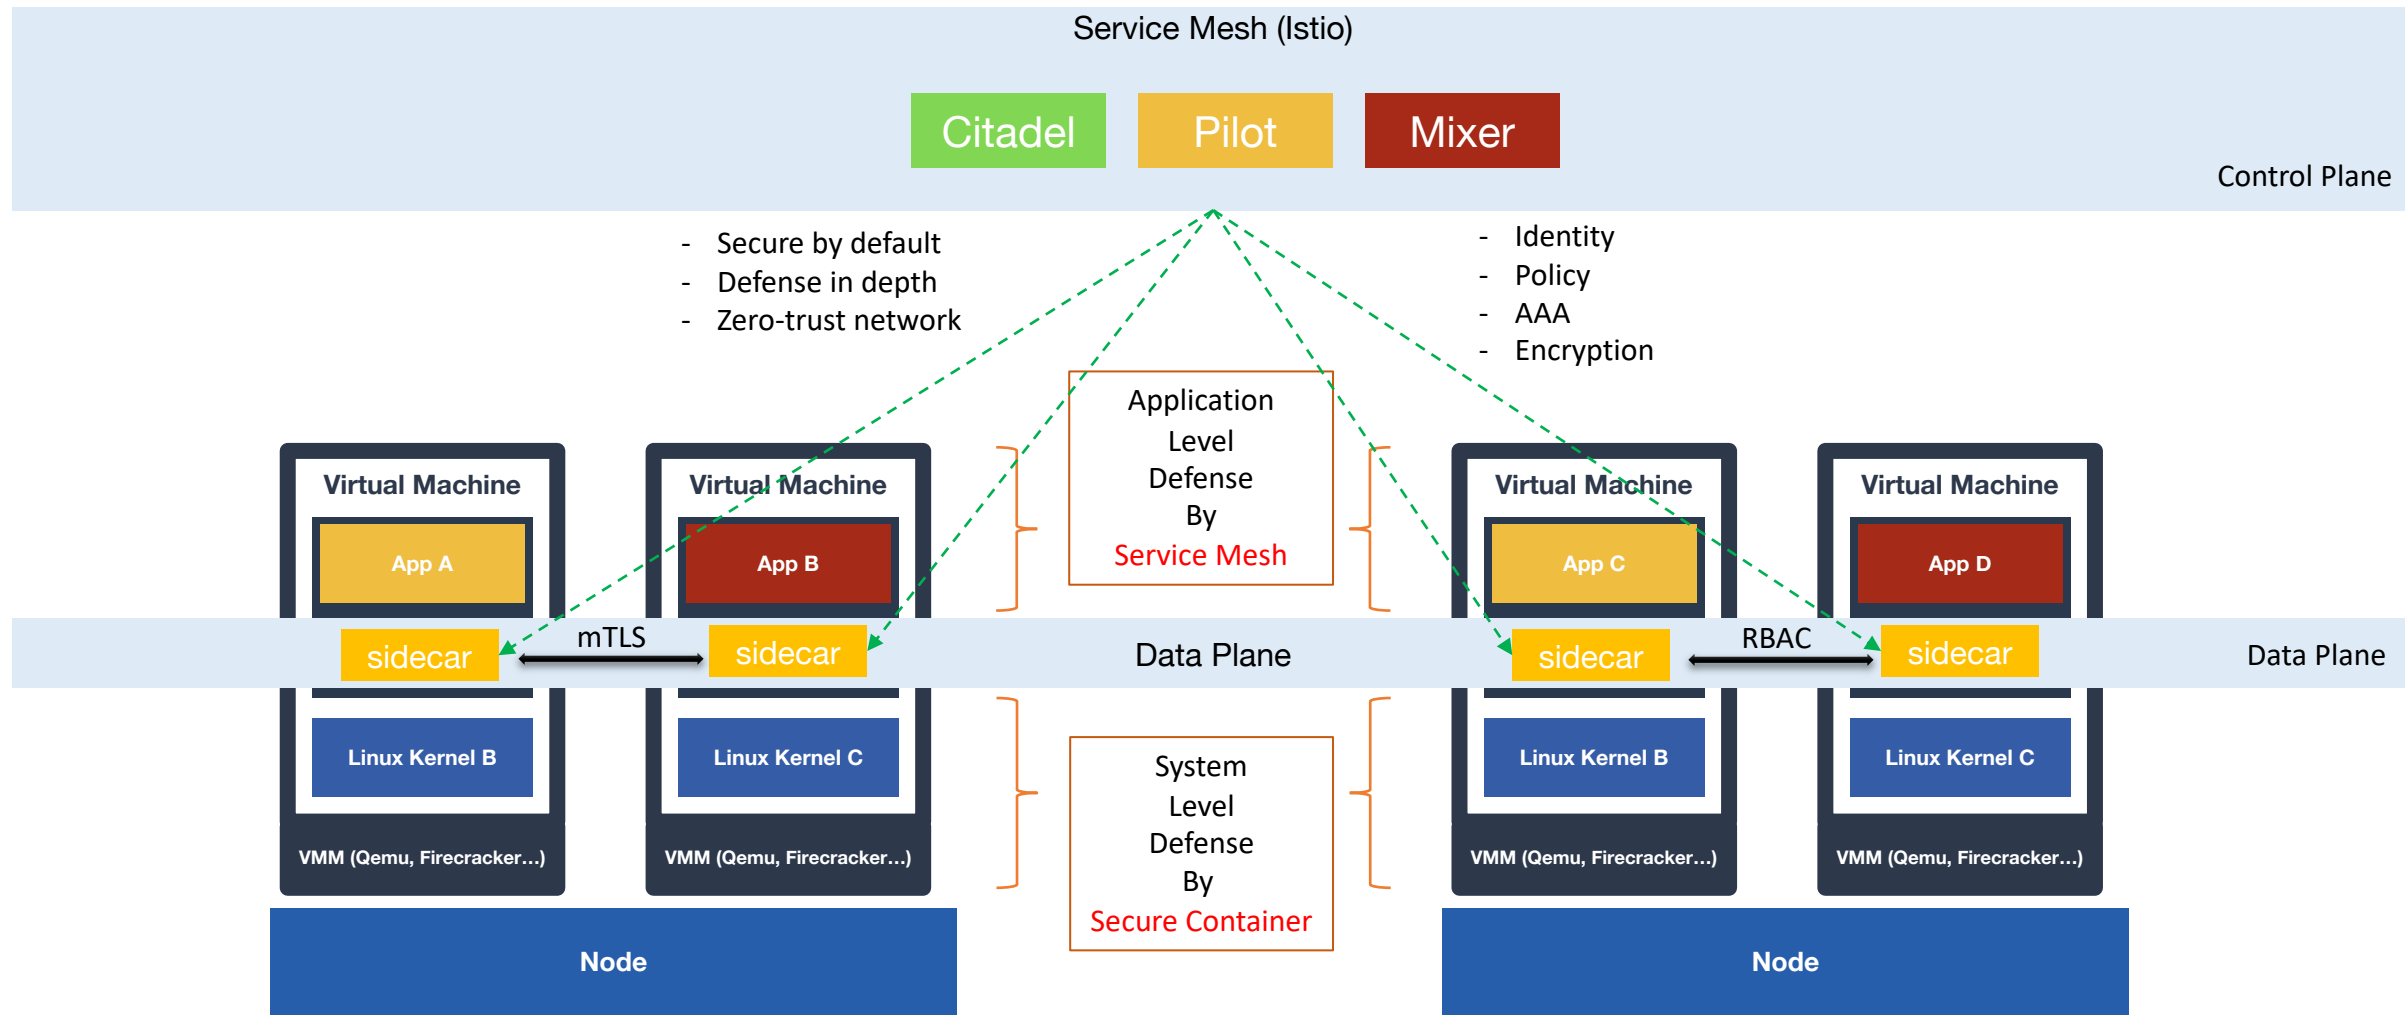 Service Mesh (Istio)
Citadel
Pilot
Mixer
Control Plane
- Secure by default
- Defense in depth
- Zero-trust network
- Identity
- Policy
- AAA
- Encryption
Application
Level
Defense
By
Service Mesh
Virtual Machine
Virtual Machine
Virtual Machine
Virtual Machine
App A
App B
App C
App D
sidecar
mTLS
sidecar
Data Plane
sidecar
RBAC
sidecar
Data Plane
Linux Kernel B
Linux Kernel C
Linux Kernel B
Linux Kernel C
System
Level
Defense
By
Secure Container
VMM (Qemu, Firecracker...)
VMM (Qemu, Firecracker...)
VMM (Qemu, Firecracker...)
VMM (Qemu, Firecracker...)
Node
Node